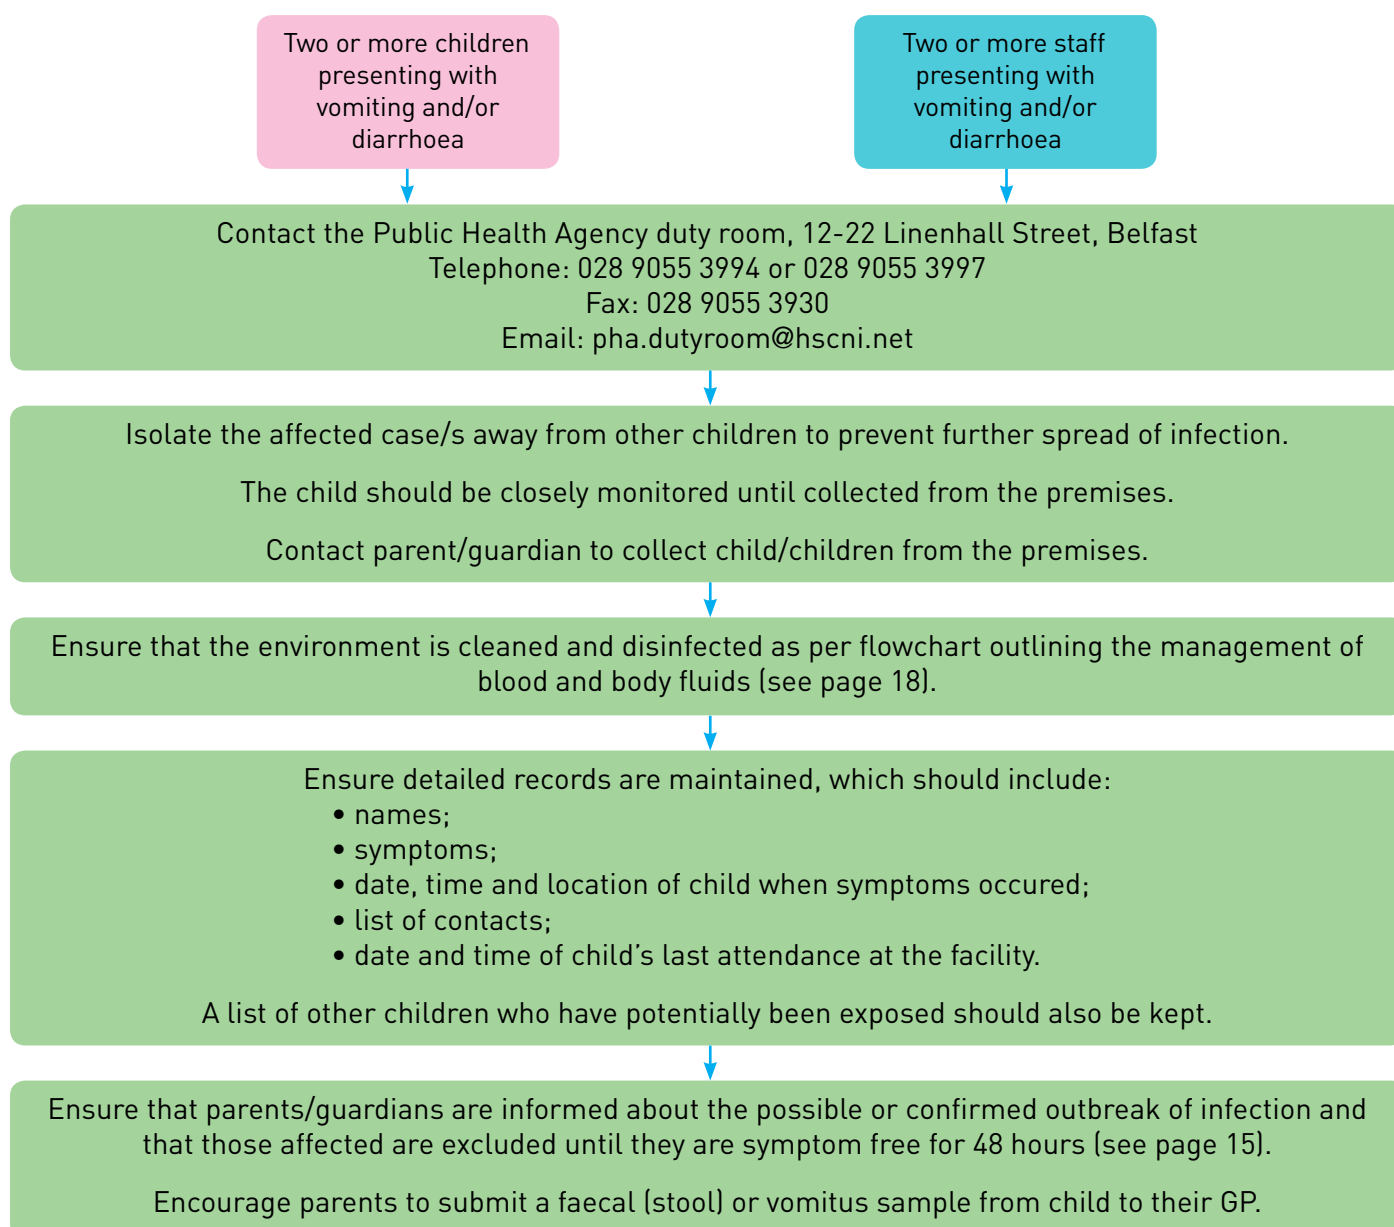 Two or more children
presenting with
vomiting and/or
diarrhoea
Two or more staff
presenting with
vomiting and/or
diarrhoea
Contact the Public Health Agency duty room, 12-22 Linenhall Street, Belfast
Telephone: 028 9055 3994 or 028 9055 3997
Fax: 028 9055 3930
Email: pha.dutyroom@hscni.net
Isolate the affected case/s away from other children to prevent further spread of infection.
The child should be closely monitored until collected from the premises.
Contact parent/guardian to collect child/children from the premises.
Ensure that the environment is cleaned and disinfected as per flowchart outlining the management of
blood and body fluids (see page 18).
Ensure detailed records are maintained, which should include:
• names;
• symptoms;
• date, time and location of child when symptoms occured;
• list of contacts;
• date and time of child’s last attendance at the facility.
A list of other children who have potentially been exposed should also be kept.
Ensure that parents/guardians are informed about the possible or confirmed outbreak of infection and
that those affected are excluded until they are symptom free for 48 hours (see page 15).
Encourage parents to submit a faecal (stool) or vomitus sample from child to their GP.